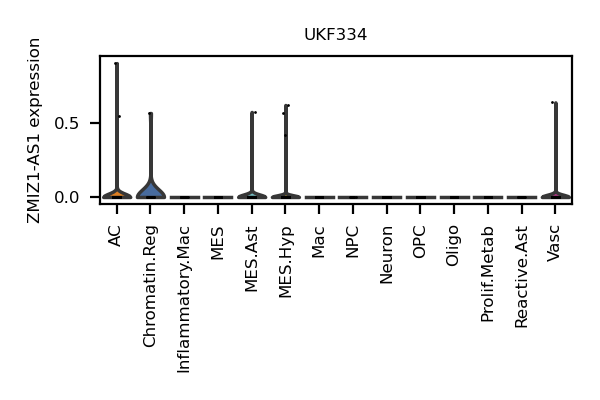 UKF334
ZMIZ1-AS1 expression
0.5
0.0
AC
Chromatin.Reg
Inflammatory.Mac
MES
MES.Ast
MES.Hyp
Mac
NPC
Neuron
OPC
Oligo
Prolif.Metab
Reactive.Ast
Vasc